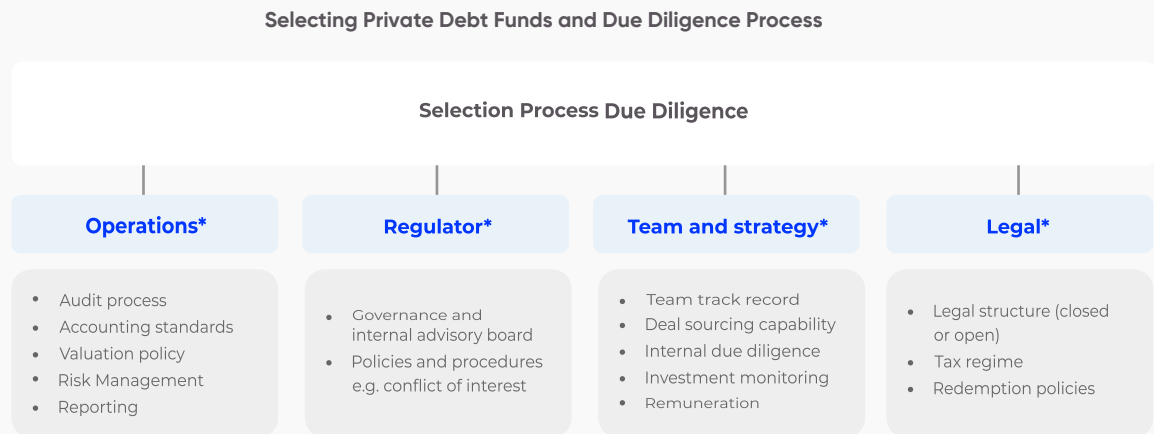 Selecting Private Debt Funds and Due Diligence Process
Selection Process Due Diligence
Operations*
• Audit process
• Accounting standards
• Valuation policy
• Risk Management
• Reporting
Regulator*
• Governance and
internal advisory board
• Policies and procedures
e.g. conflict of interest
Team and strategy*
• Team track record
• Deal sourcing capability
• Internal due diligence
• Investment monitoring
• Remuneration
Legal*
• Legal structure (closed
or open)
• Tax regime
• Redemption policies